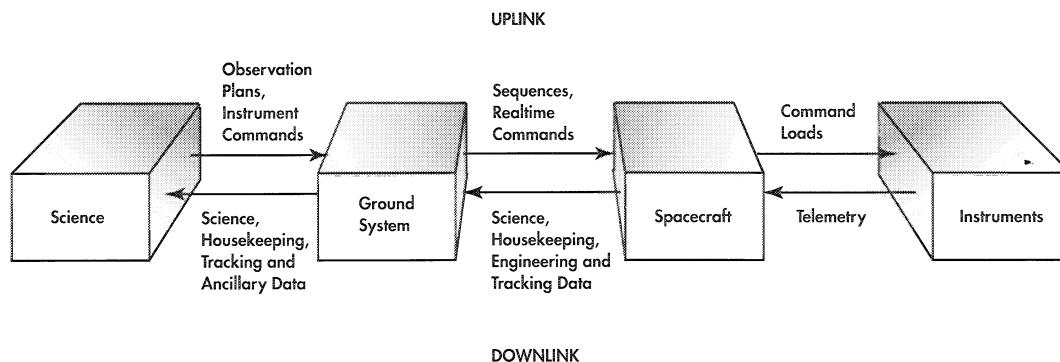 UPLINK
Observation
Plans,
Instrument
Commands
Sequences,
Realtime
Commands
Command
Loads
Science
Ground
System
Spacecraft
Instruments
Science,
Housekeeping,
Tracking and
Ancillary Data
Science,
Housekeeping,
Engineering and
Tracking Data
Telemetry
DOWNLINK